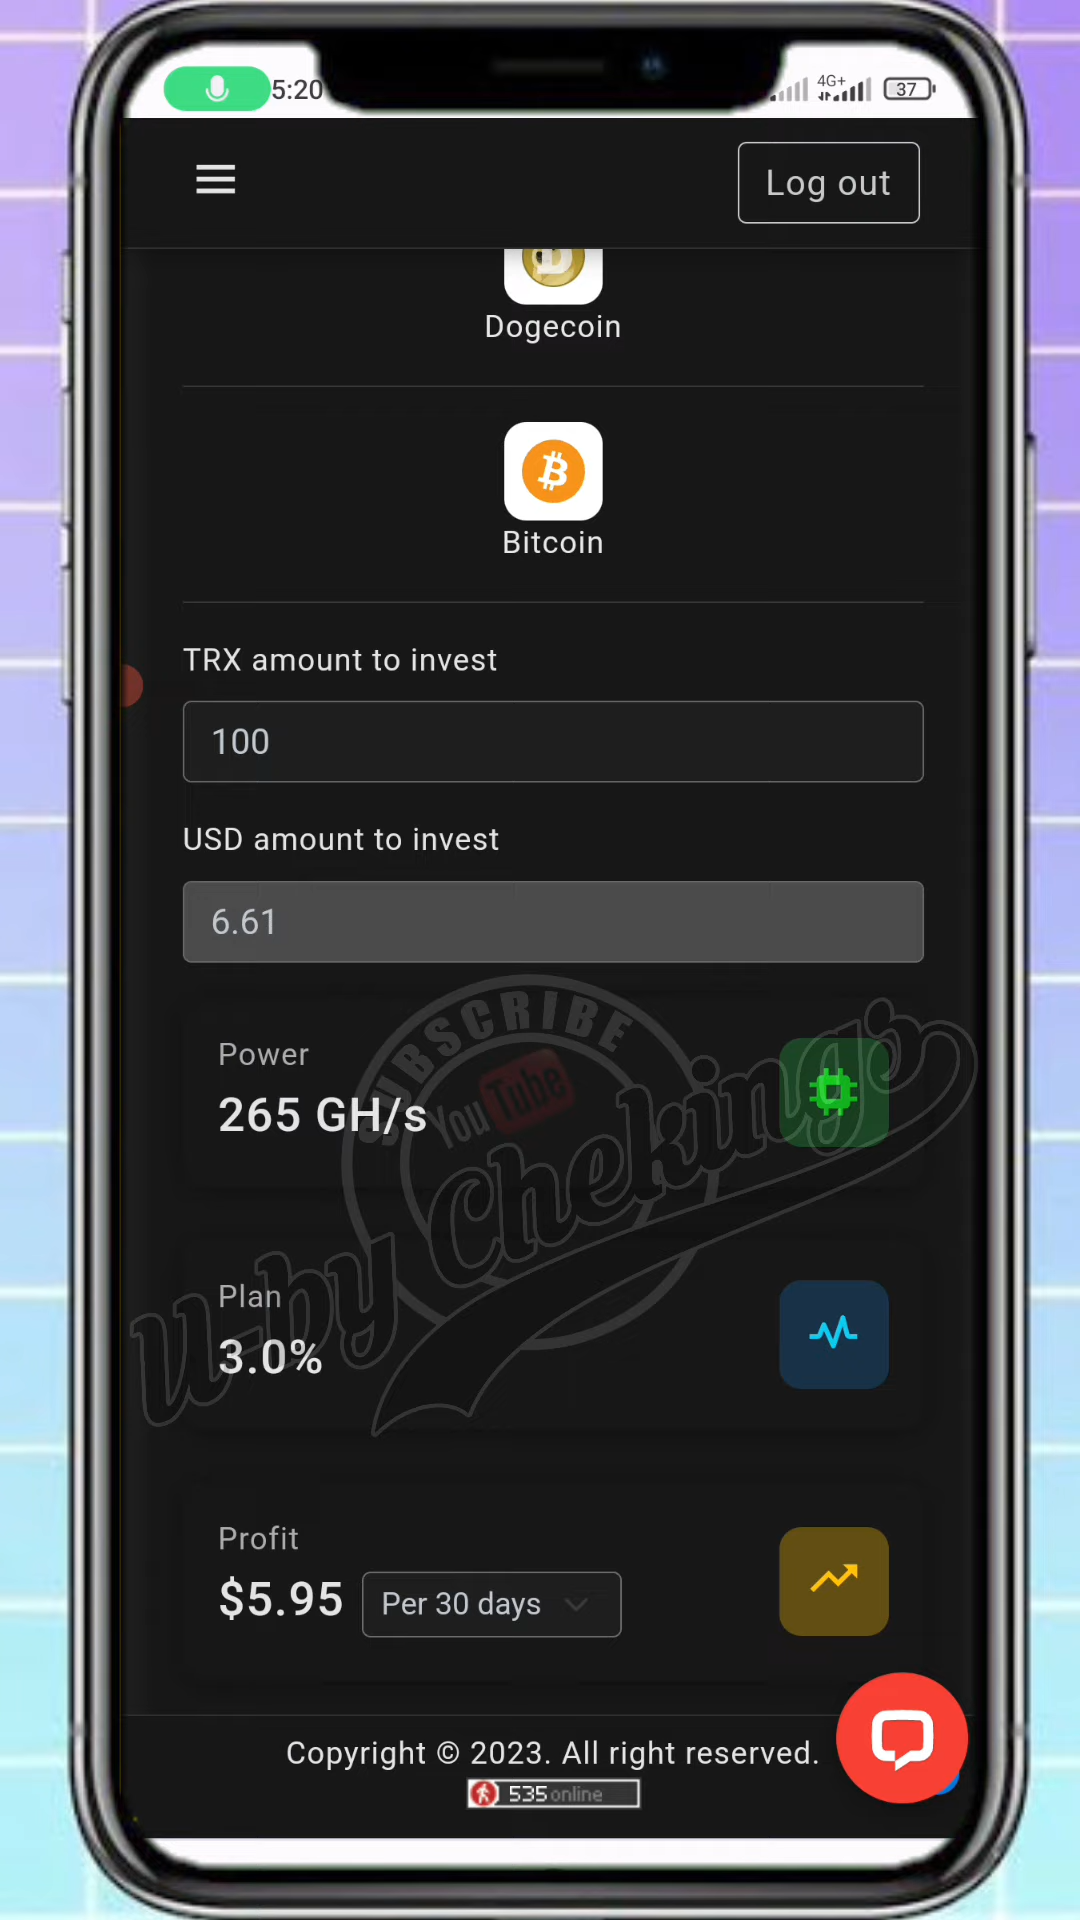 5:20
4G+
37
Log out
Dogecoin
Bitcoin
TRX amount to invest
100
USD amount to invest
6.61
SUBSCRIBE
YouTube
U-by Chekings
Power
265 GH/s
Plan
3.0%
Profit
$5.95
Per 30 days
Copyright © 2023. All right reserved.
535 online